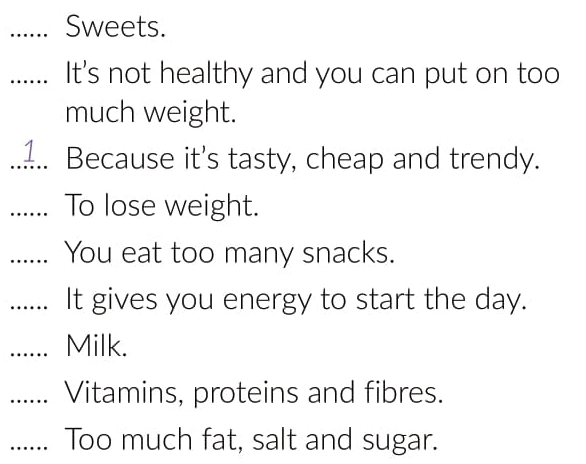 ...... Sweets.
...... It's not healthy and you can put on too
much weight.
...1... Because it's tasty, cheap and trendy.
...... To lose weight.
...... You eat too many snacks.
...... It gives you energy to start the day.
...... Milk.
...... Vitamins, proteins and fibres.
...... Too much fat, salt and sugar.